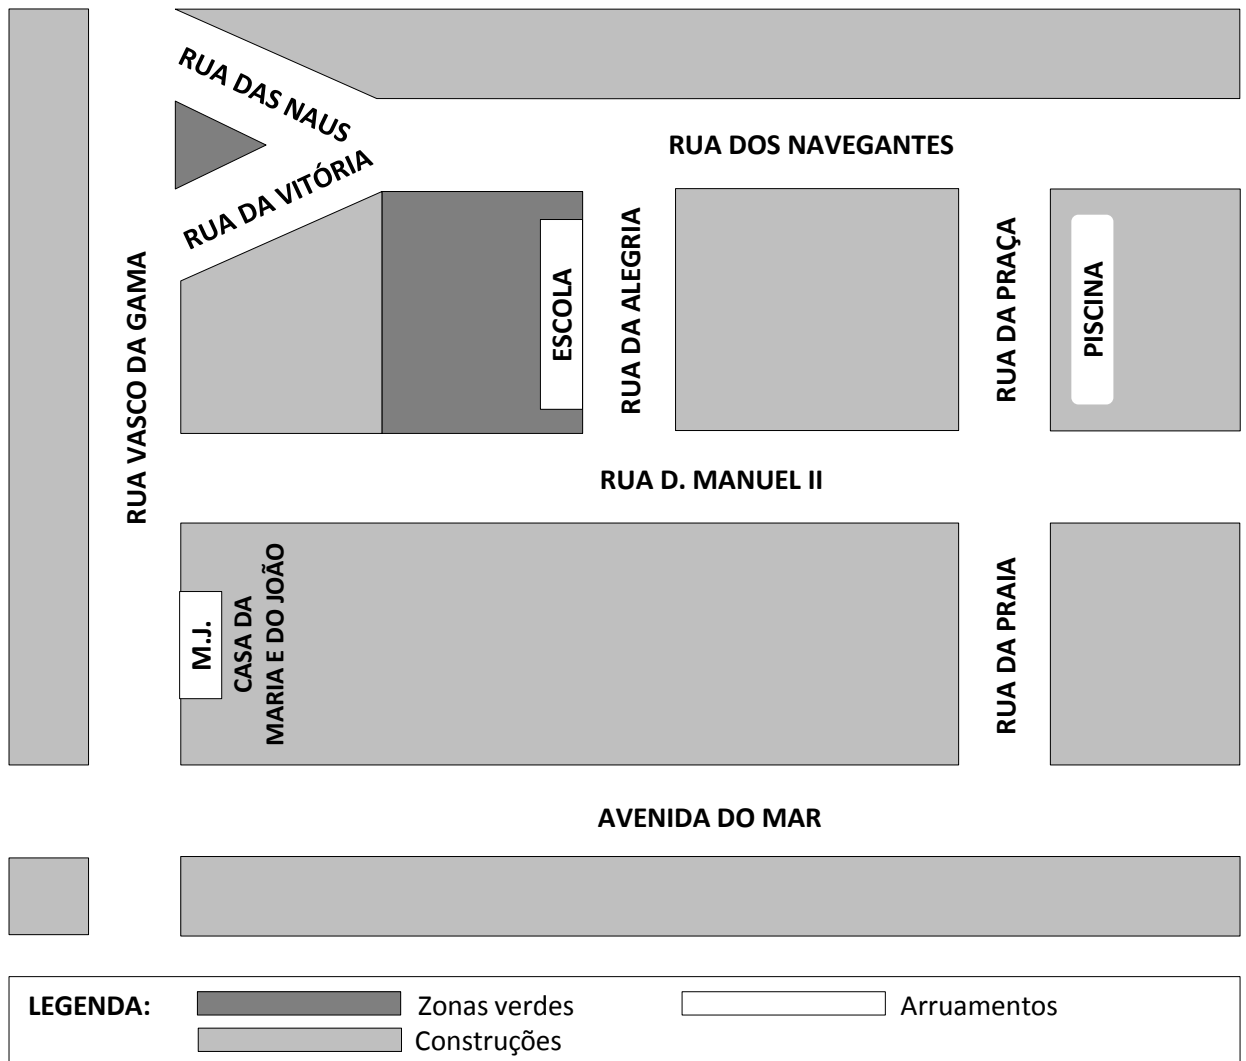 RUA DAS NAUS
RUA DOS NAVEGANTES
RUA DA VITÓRIA
RUA VASCO DA GAMA
ESCOLA
RUA DA ALEGRIA
RUA DA PRAÇA
PISCINA
RUA D. MANUEL II
M.J.
CASA DA
MARIA E DO JOÃO
RUA DA PRAIA
AVENIDA DO MAR
LEGENDA:
Zonas verdes
Arruamentos
Construções